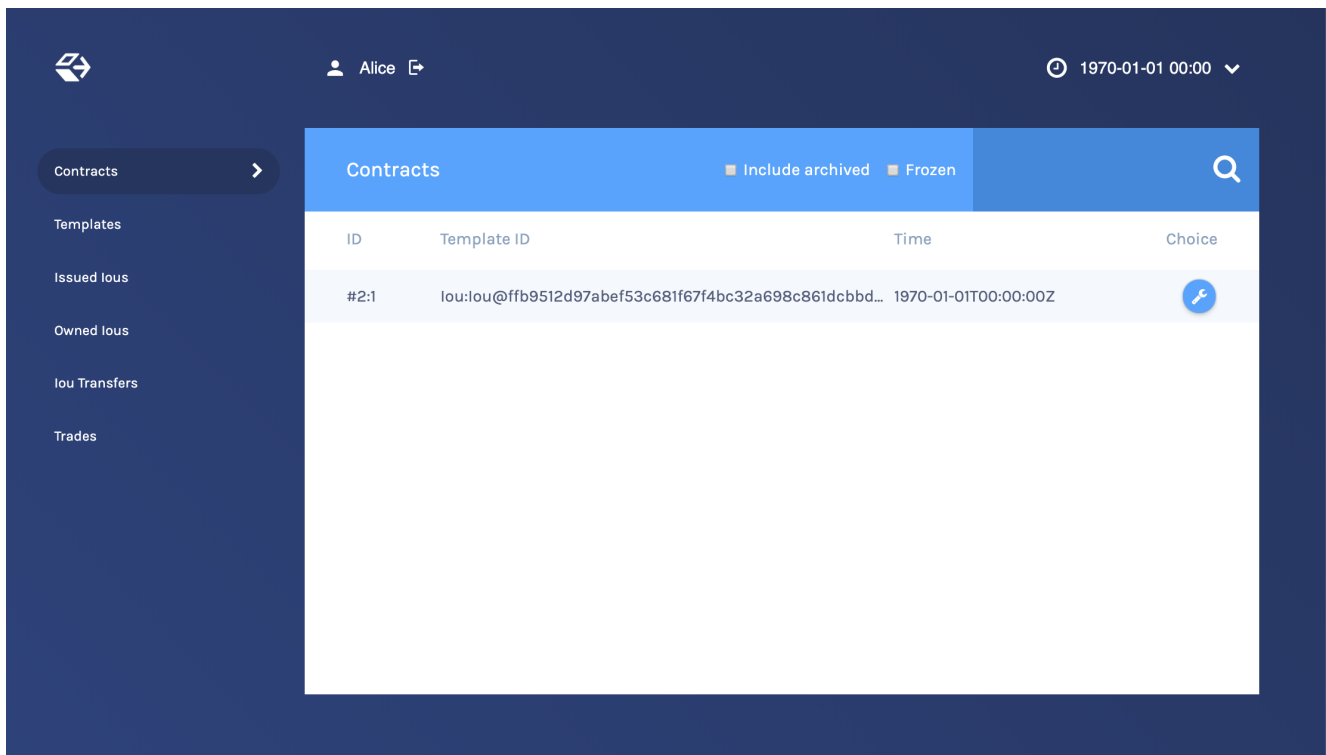 Alice
1970-01-01 00:00
Contracts
Templates
Issued Ious
Owned Ious
Iou Transfers
Trades
Contracts Include archived Frozen
ID Template ID Time Choice
#2:1 Iou:Iou@ffb9512d97abef53c681f67f4bc32a698c861dcbbd... 1970-01-01T00:00:00Z